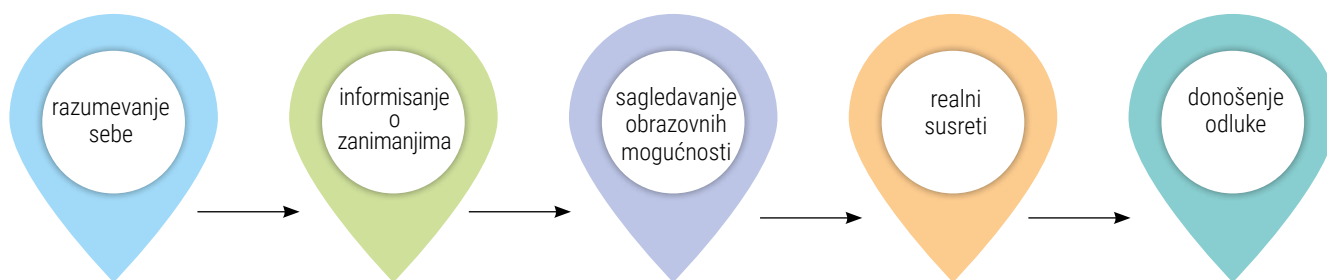 razumevanje
sebe
informisanje
o
zanimanjima
sagledavanje
obrazovnih
mogućnosti
realni
susreti
donošenje
odluke